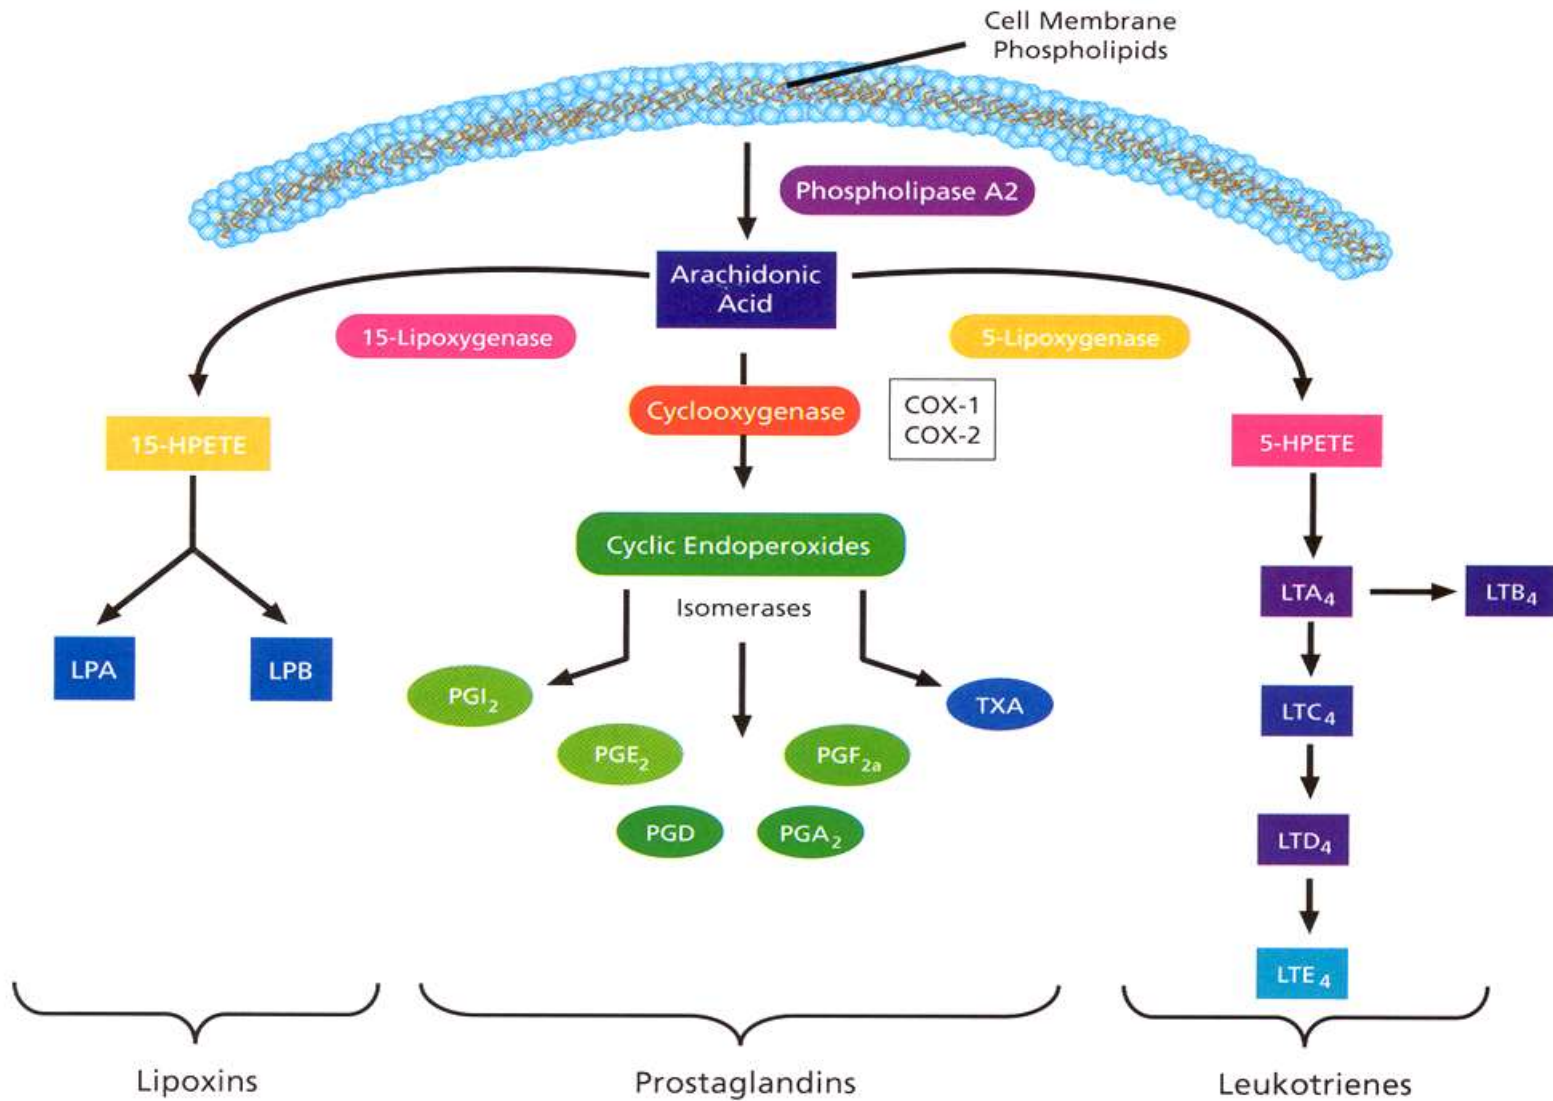 Cell Membrane
Phospholipids
Phospholipase A2
Arachidonic
Acid
15-Lipoxygenase
5-Lipoxygenase
Cyclooxygenase
COX-1
COX-2
15-HPETE
5-HPETE
Cyclic Endoperoxides
Isomerases
LTA₄
LTB₄
LPA
LPB
PGI₂
TXA
LTC₄
PGE₂
PGF₂ₐ
PGD
PGA₂
LTD₄
LTE₄
Lipoxins
Prostaglandins
Leukotrienes